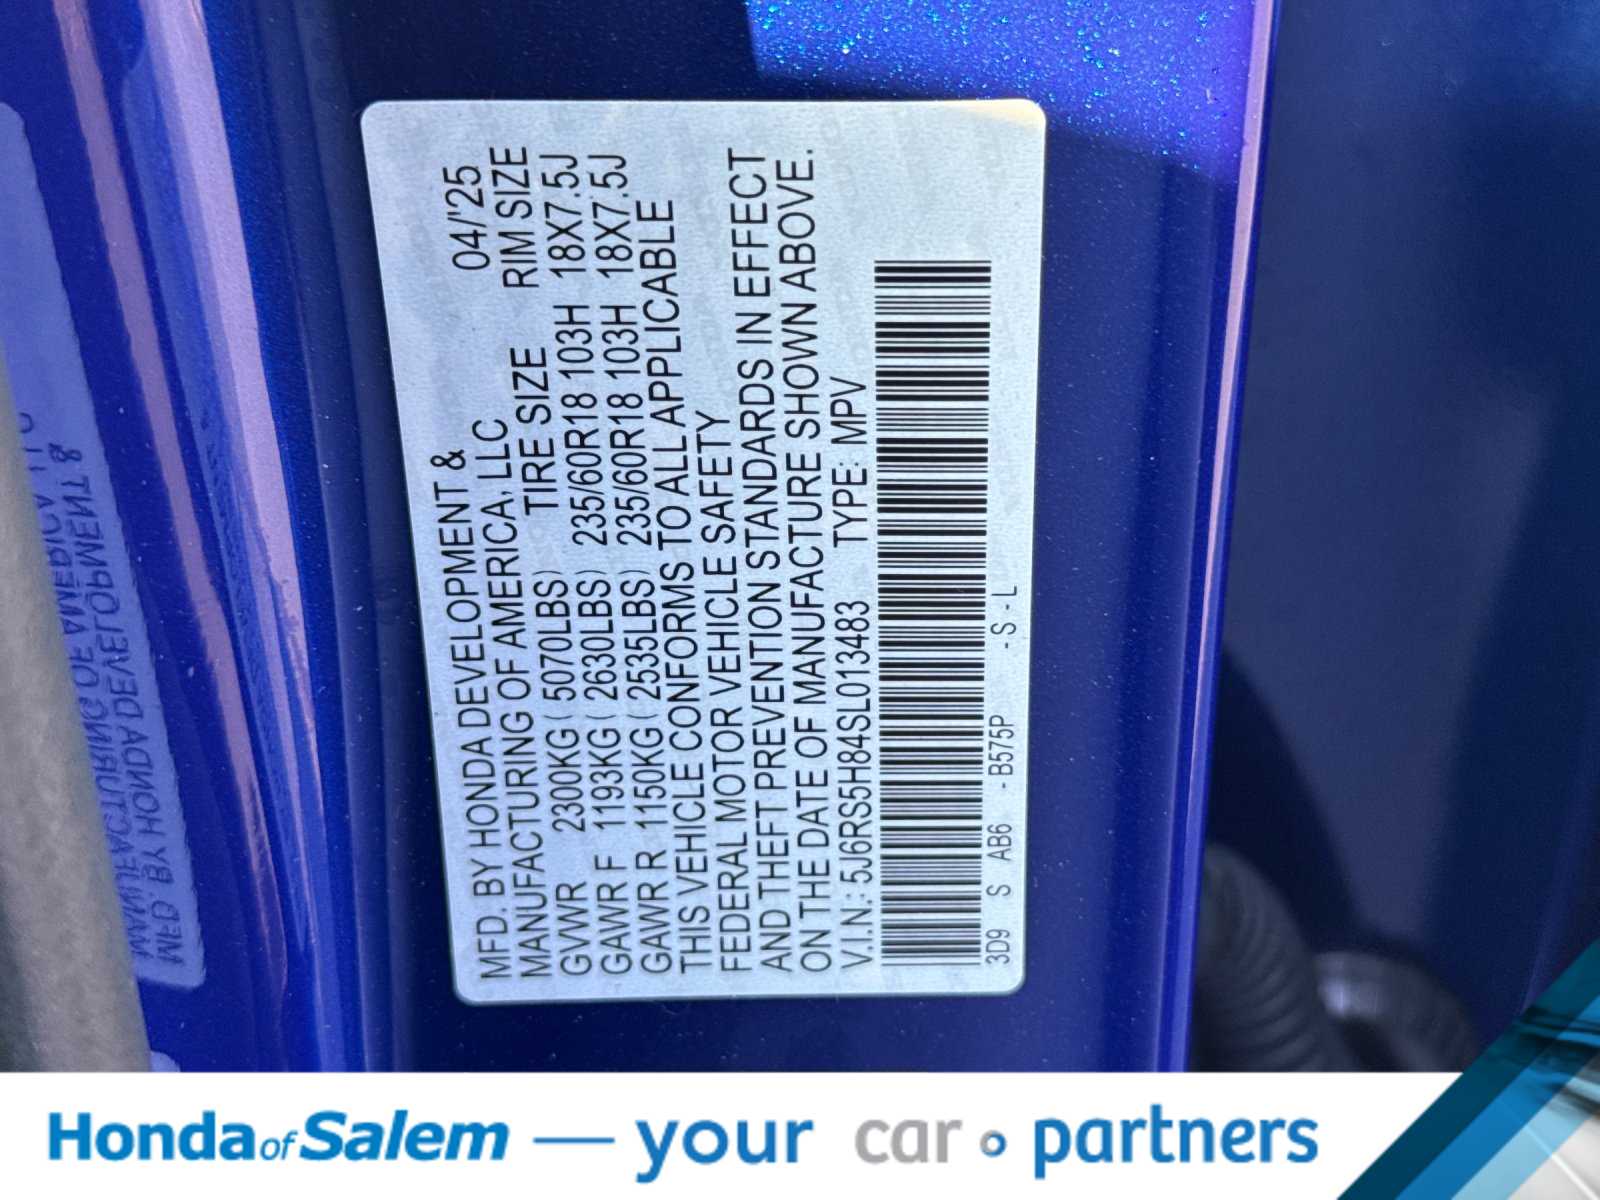 MFD. BY HONDA DEVELOPMENT &
MANUFACTURING OF AMERICA, LLC 04/'25
TIRE SIZE RIM SIZE
GVWR 2300KG ( 5070LBS) 235/60R18 103H 18X7.5J
GAWR F 1193KG ( 2630LBS) 235/60R18 103H 18X7.5J
GAWR R 1150KG ( 2535LBS)
THIS VEHICLE CONFORMS TO ALL APPLICABLE
FEDERAL MOTOR VEHICLE SAFETY
AND THEFT PREVENTION STANDARDS IN EFFECT
ON THE DATE OF MANUFACTURE SHOWN ABOVE.
V.I.N.: 5J6RS5H84SL013483 TYPE: MPV
3D9 S AB6 - B575P - S - L
Honda of Salem — your car partners